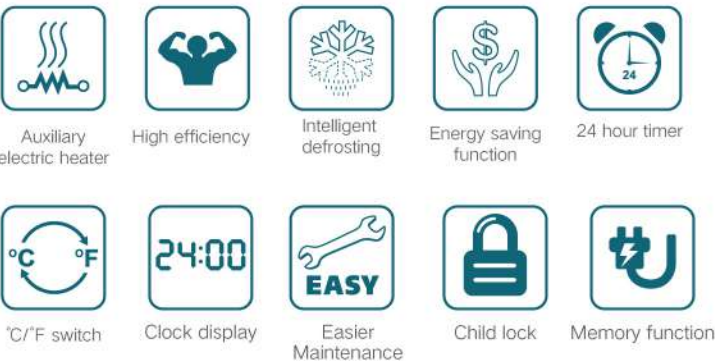 $
24
Auxiliary
electric heater
High efficiency
Intelligent
defrosting
Energy saving
function
24 hour timer
°C °F
24:00
EASY
°C/°F switch
Clock display
Easier
Maintenance
Child lock
Memory function